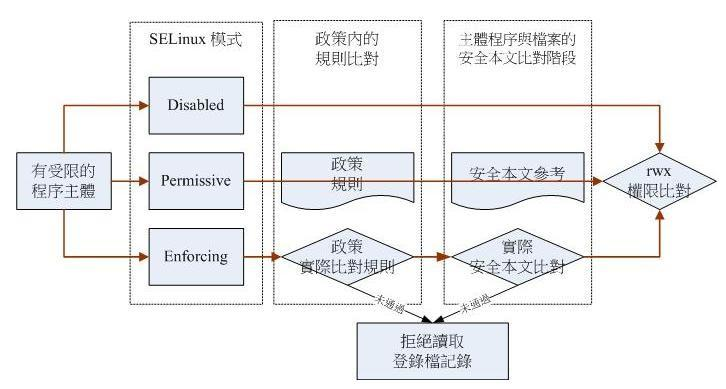 SELinux 模式
政策內的
規則比對
主體程序與檔案的
安全本文比對階段
Disabled
有受限的
程序主體
Permissive
政策
規則
安全本文參考
rwx
權限比對
Enforcing
政策
實際比對規則
實際
安全本文比對
未通過
未通過
拒絕讀取
登錄檔記錄